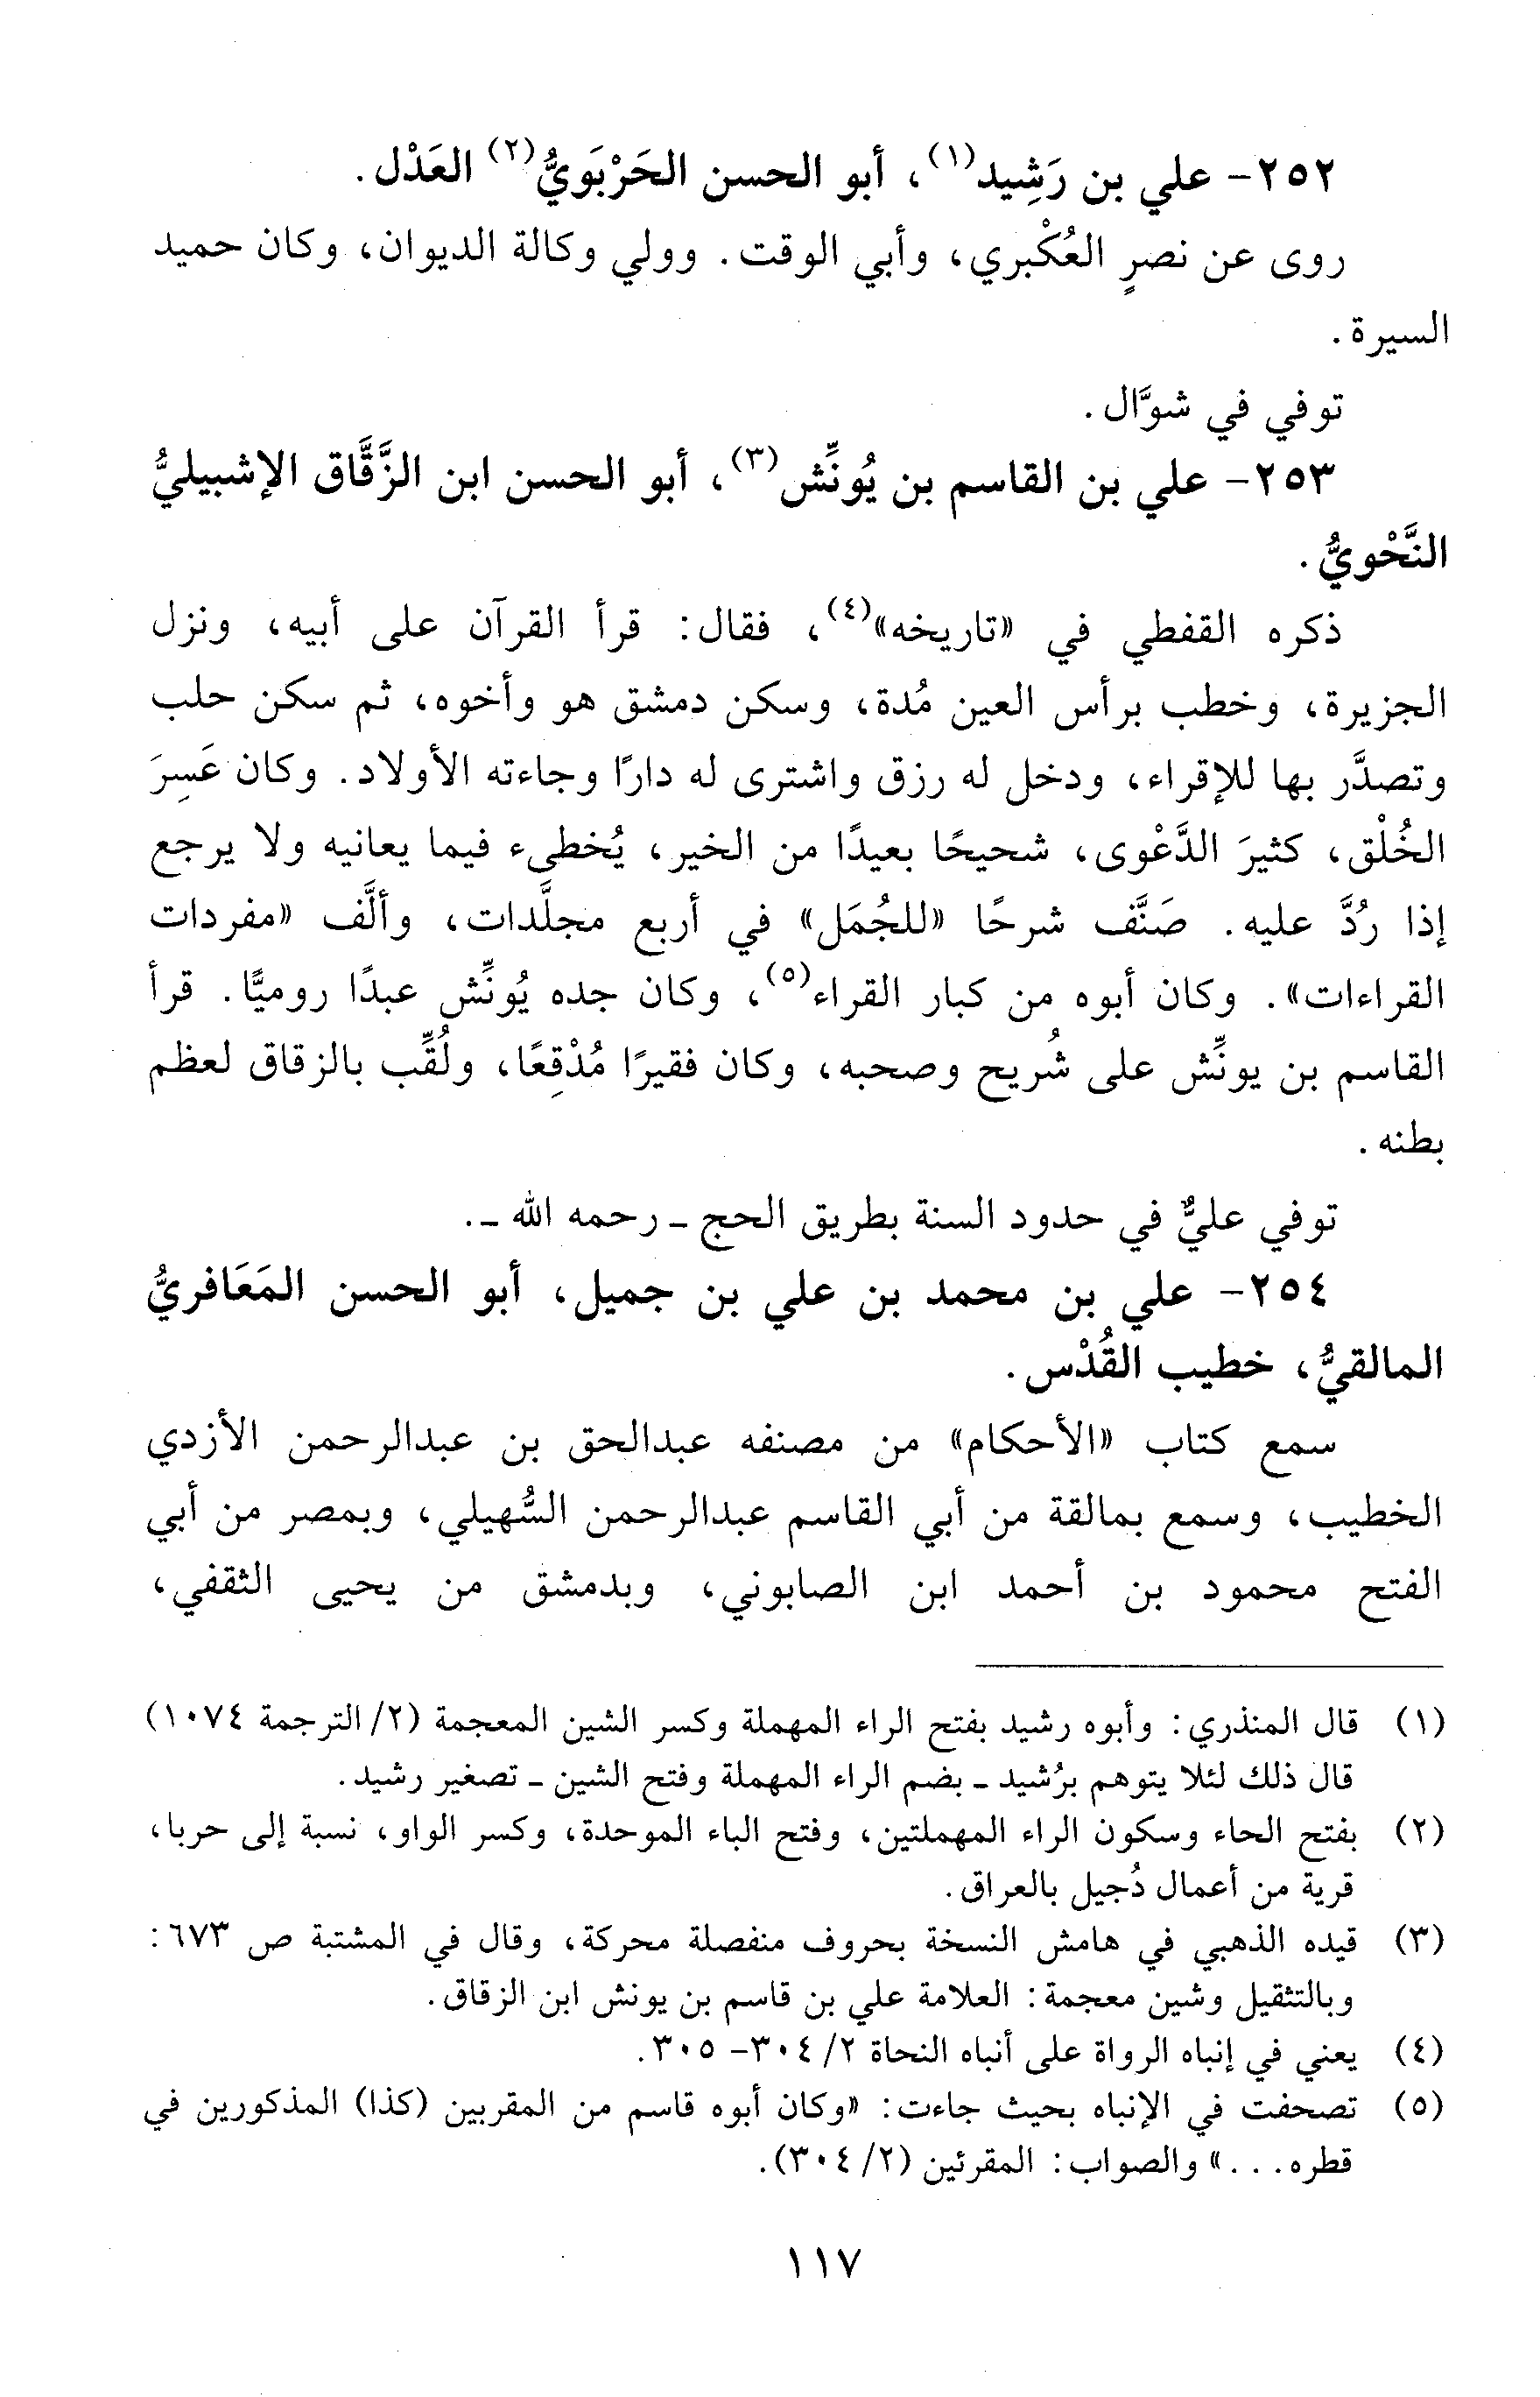 ٢٥٢- علي بن رَشِيد(١)، أبو الحسن الحَرْبَويُّ(٢) العَدْل.
روى عن نصرٍ العُكْبري، وأبي الوقت. وولي وكالة الديوان، وكان حميد
السيرة.
توفي في شوَّال.
٢٥٣- علي بن القاسم بن يُونِّش(٣)، أبو الحسن ابن الزَّقَّاق الإشبيليُّ
النَّحْويُّ.
ذكره القفطي في «تاريخه»(٤)، فقال: قرأ القرآن على أبيه، ونزل
الجزيرة، وخطب برأس العين مُدة، وسكن دمشق هو وأخوه، ثم سكن حلب
وتصدَّر بها للإقراء، ودخل له رزق واشترى له دارًا وجاءته الأولاد. وكان عَسِرَ
الخُلْق، كثيرَ الدَّعْوى، شحيحًا بعيدًا من الخير، يُخطىء فيما يعانيه ولا يرجع
إذا رُدَّ عليه. صَنَّف شرحًا «للجُمَل» في أربع مجلَّدات، وألَّف «مفردات
القراءات». وكان أبوه من كبار القراء(٥)، وكان جده يُونِّش عبدًا روميًّا. قرأ
القاسم بن يونِّش على شُريح وصحبه، وكان فقيرًا مُدْقِعًا، ولُقِّب بالزقاق لعظم
بطنه.
توفي عليٌّ في حدود السنة بطريق الحج ـ رحمه الله ـ.
٢٥٤- علي بن محمد بن علي بن جميل، أبو الحسن المَعَافريُّ
المالقيُّ، خطيب القُدْس.
سمع كتاب «الأحكام» من مصنفه عبدالحق بن عبدالرحمن الأزدي
الخطيب، وسمع بمالقة من أبي القاسم عبدالرحمن السُّهيلي، وبمصر من أبي
الفتح محمود بن أحمد ابن الصابوني، وبدمشق من يحيى الثقفي،
(١) قال المنذري: وأبوه رشيد بفتح الراء المهملة وكسر الشين المعجمة (٢/ الترجمة ١٠٧٤)
قال ذلك لئلا يتوهم برُشيد ـ بضم الراء المهملة وفتح الشين ـ تصغير رشيد.
(٢) بفتح الحاء وسكون الراء المهملتين، وفتح الباء الموحدة، وكسر الواو، نسبة إلى حربا،
قرية من أعمال دُجيل بالعراق.
(٣) قيده الذهبي في هامش النسخة بحروف منفصلة محركة، وقال في المشتبة ص ٦٧٣:
وبالتثقيل وشين معجمة: العلامة علي بن قاسم بن يونش ابن الزقاق.
(٤) يعني في إنباه الرواة على أنباه النحاة ٢/ ٣٠٤- ٣٠٥.
(٥) تصحفت في الإنباه بحيث جاءت: «وكان أبوه قاسم من المقربين (كذا) المذكورين في
قطره...» والصواب: المقرئين (٢/ ٣٠٤).
١١٧